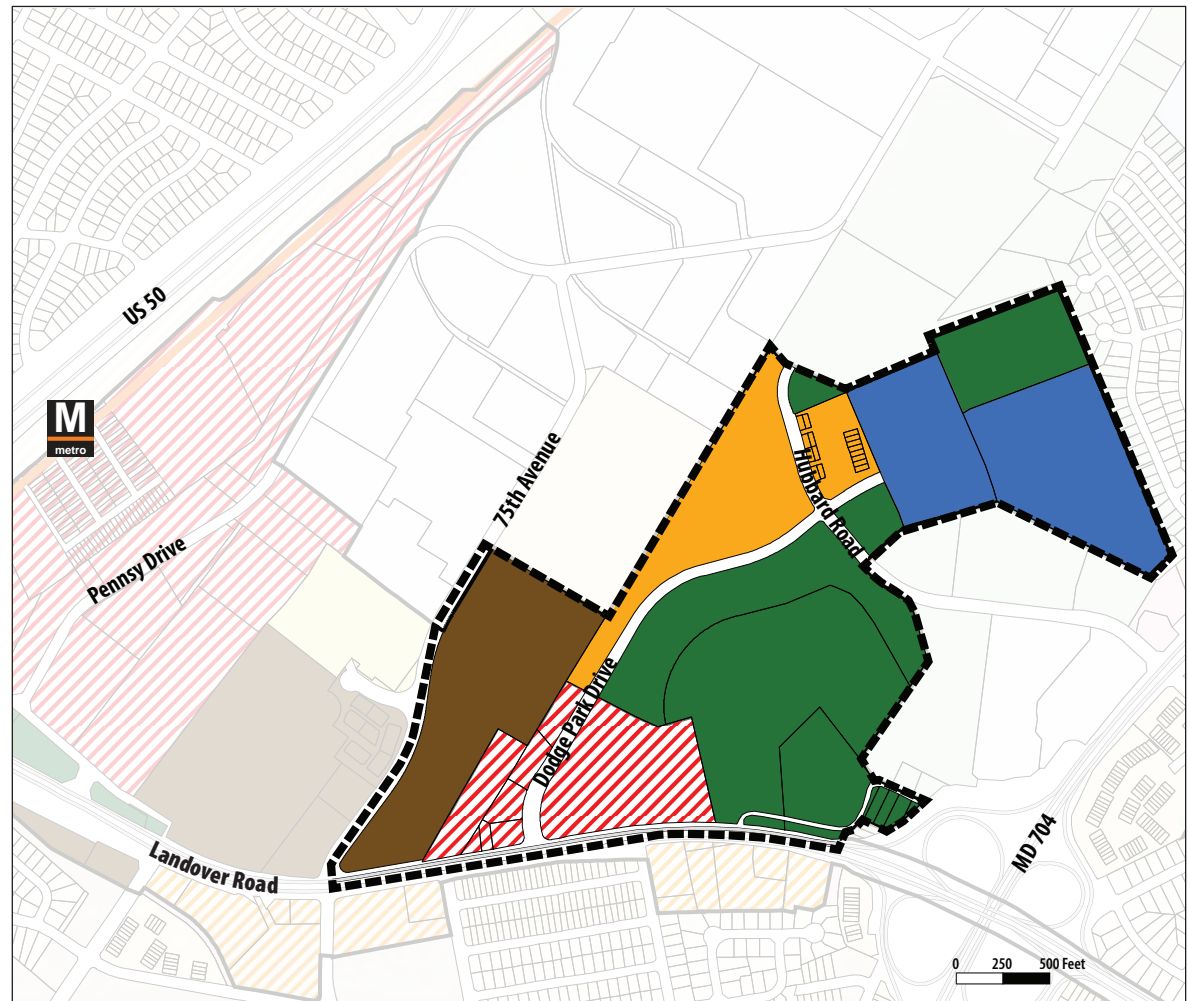 US 50
M
metro
75th Avenue
Hubbard Road
Pennsy Drive
Dodge Park Drive
Landover Road
MD 704
0 250 500 Feet